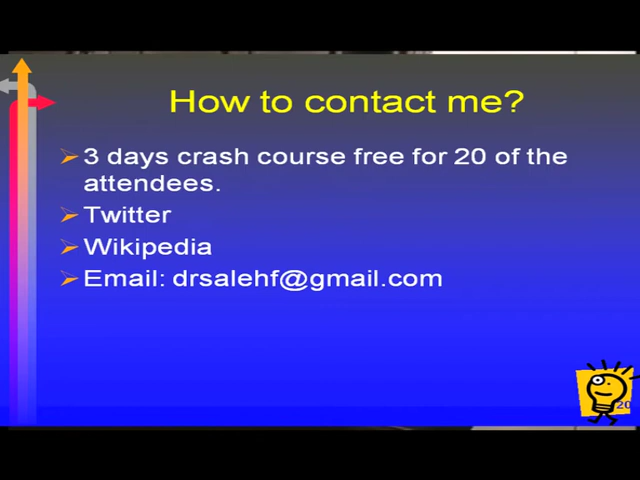 How to contact me?
3 days crash course free for 20 of the
attendees.
Twitter
Wikipedia
Email: drsalehf@gmail.com
20